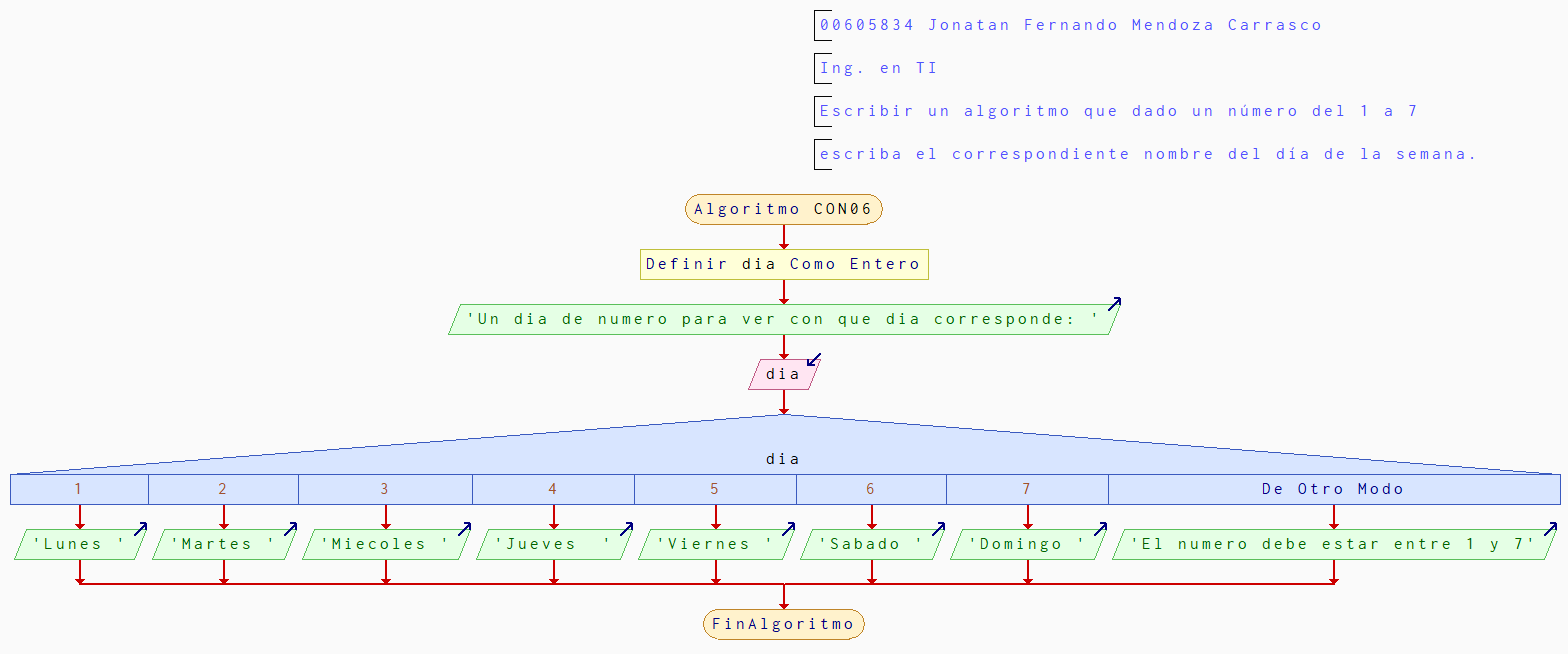 00605834 Jonatan Fernando Mendoza Carrasco
Ing. en TI
Escribir un algoritmo que dado un número del 1 a 7
escriba el correspondiente nombre del día de la semana.
Algoritmo CON06
Definir dia Como Entero
'Un dia de numero para ver con que dia corresponde: '
dia
dia
1 2 3 4 5 6 7 De Otro Modo
'Lunes ' 'Martes ' 'Miecoles ' 'Jueves  ' 'Viernes ' 'Sabado ' 'Domingo ' 'El numero debe estar entre 1 y 7'
FinAlgoritmo